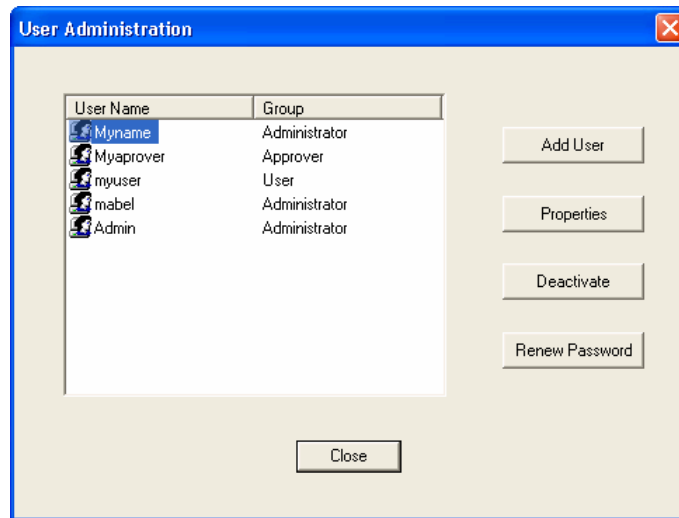 User Administration
User Name Group
Myname Administrator
Myaprover Approver
myuser User
mabel Administrator
Admin Administrator
Add User
Properties
Deactivate
Renew Password
Close